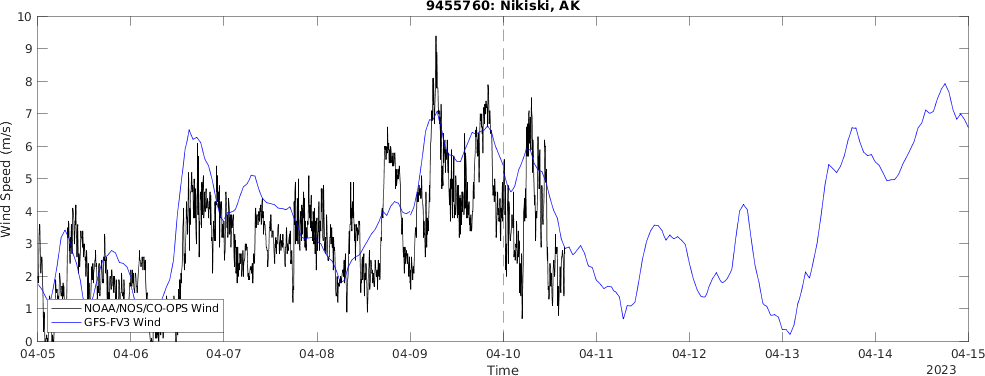 9455760: Nikiski, AK
Wind Speed (m/s)
10
9
8
7
6
5
4
3
2
1
0
NOAA/NOS/CO-OPS Wind
GFS-FV3 Wind
04-05 04-06 04-07 04-08 04-09 04-10 04-11 04-12 04-13 04-14 04-15
Time
2023